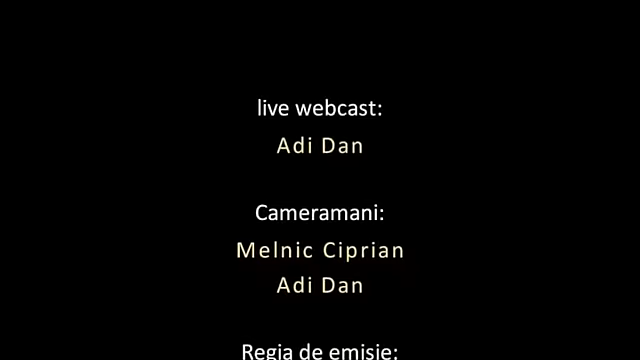 live webcast:
Adi Dan
Cameramani:
Melnic Ciprian
Adi Dan
Regia de emisie: